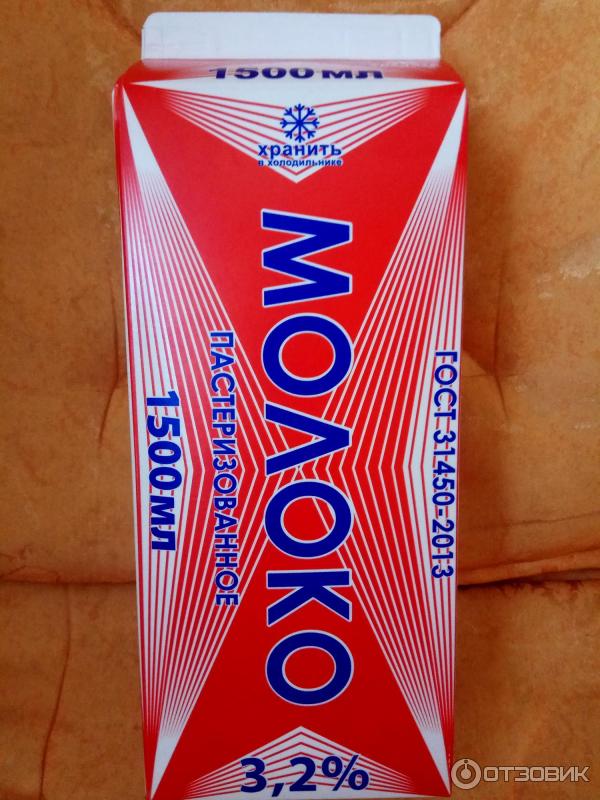 1500 мл
хранить
в холодильнике
ГОСТ 31450-2013
МОЛОКО
ПАСТЕРИЗОВАННОЕ
1500 мл
3,2%
ОТЗОВИК